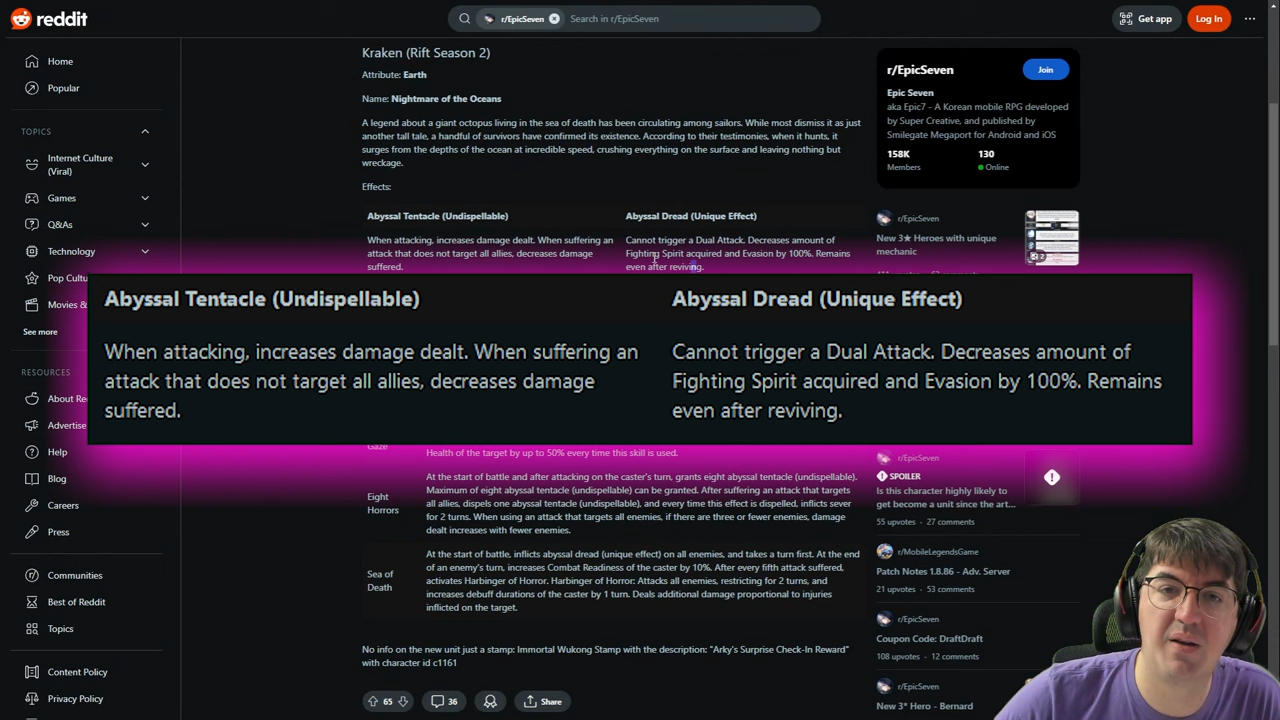 reddit
r/EpicSeven
Search in r/EpicSeven
Get app
Log In
Home
Popular
TOPICS
Internet Culture
(Viral)
Games
Q&As
Technology
Pop Cultu
Movies &
See more
RESOURCES
About Re
Advertise
Help
Blog
Careers
Press
Communities
Best of Reddit
Topics
Content Policy
Privacy Policy
Kraken (Rift Season 2)
Attribute: Earth
Name: Nightmare of the Oceans
A legend about a giant octopus living in the sea of death has been circulating among sailors. While most dismiss it as just
another tall tale, a handful of survivors have confirmed its existence. According to their testimonies, when it hunts, it
surges from the depths of the ocean at incredible speed, crushing everything on the surface and leaving nothing but
wreckage.
Effects:
Abyssal Tentacle (Undispellable)
Abyssal Dread (Unique Effect)
When attacking, increases damage dealt. When suffering an
attack that does not target all allies, decreases damage
suffered.
Cannot trigger a Dual Attack. Decreases amount of
Fighting Spirit acquired and Evasion by 100%. Remains
even after reviving.
Abyssal Tentacle (Undispellable)
When attacking, increases damage dealt. When suffering an
attack that does not target all allies, decreases damage
suffered.
Abyssal Dread (Unique Effect)
Cannot trigger a Dual Attack. Decreases amount of
Fighting Spirit acquired and Evasion by 100%. Remains
even after reviving.
Gaze
Health of the target by up to 50% every time this skill is used.
Eight
Horrors
At the start of battle and after attacking on the caster's turn, grants eight abyssal tentacle (undispellable).
Maximum of eight abyssal tentacle (undispellable) can be granted. After suffering an attack that targets
all allies, dispels one abyssal tentacle (undispellable), and every time this effect is dispelled, inflicts sever
for 2 turns. When using an attack that targets all enemies, if there are three or fewer enemies, damage
dealt increases with fewer enemies.
Sea of
Death
At the start of battle, inflicts abyssal dread (unique effect) on all enemies, and takes a turn first. At the end
of an enemy's turn, increases Combat Readiness of the caster by 10%. After every fifth attack suffered,
activates Harbinger of Horror. Harbinger of Horror: Attacks all enemies, restricting for 2 turns, and
increases debuff durations of the caster by 1 turn. Deals additional damage proportional to injuries
inflicted on the target.
No info on the new unit just a stamp: Immortal Wukong Stamp with the description: "Arky's Surprise Check-In Reward"
with character id c1161
65
36
Share
r/EpicSeven
Join
Epic Seven
aka Epic7 - A Korean mobile RPG developed
by Super Creative, and published by
Smilegate Megaport for Android and iOS
158K
130
Members
Online
r/EpicSeven
New 3★ Heroes with unique
mechanic
r/EpicSeven
SPOILER
Is this character highly likely to
get become a unit since the art...
55 upvotes · 27 comments
r/MobileLegendsGame
Patch Notes 1.8.86 - Adv. Server
21 upvotes · 53 comments
r/EpicSeven
Coupon Code: DraftDraft
108 upvotes · 12 comments
r/EpicSeven
New 3* Hero - Bernard